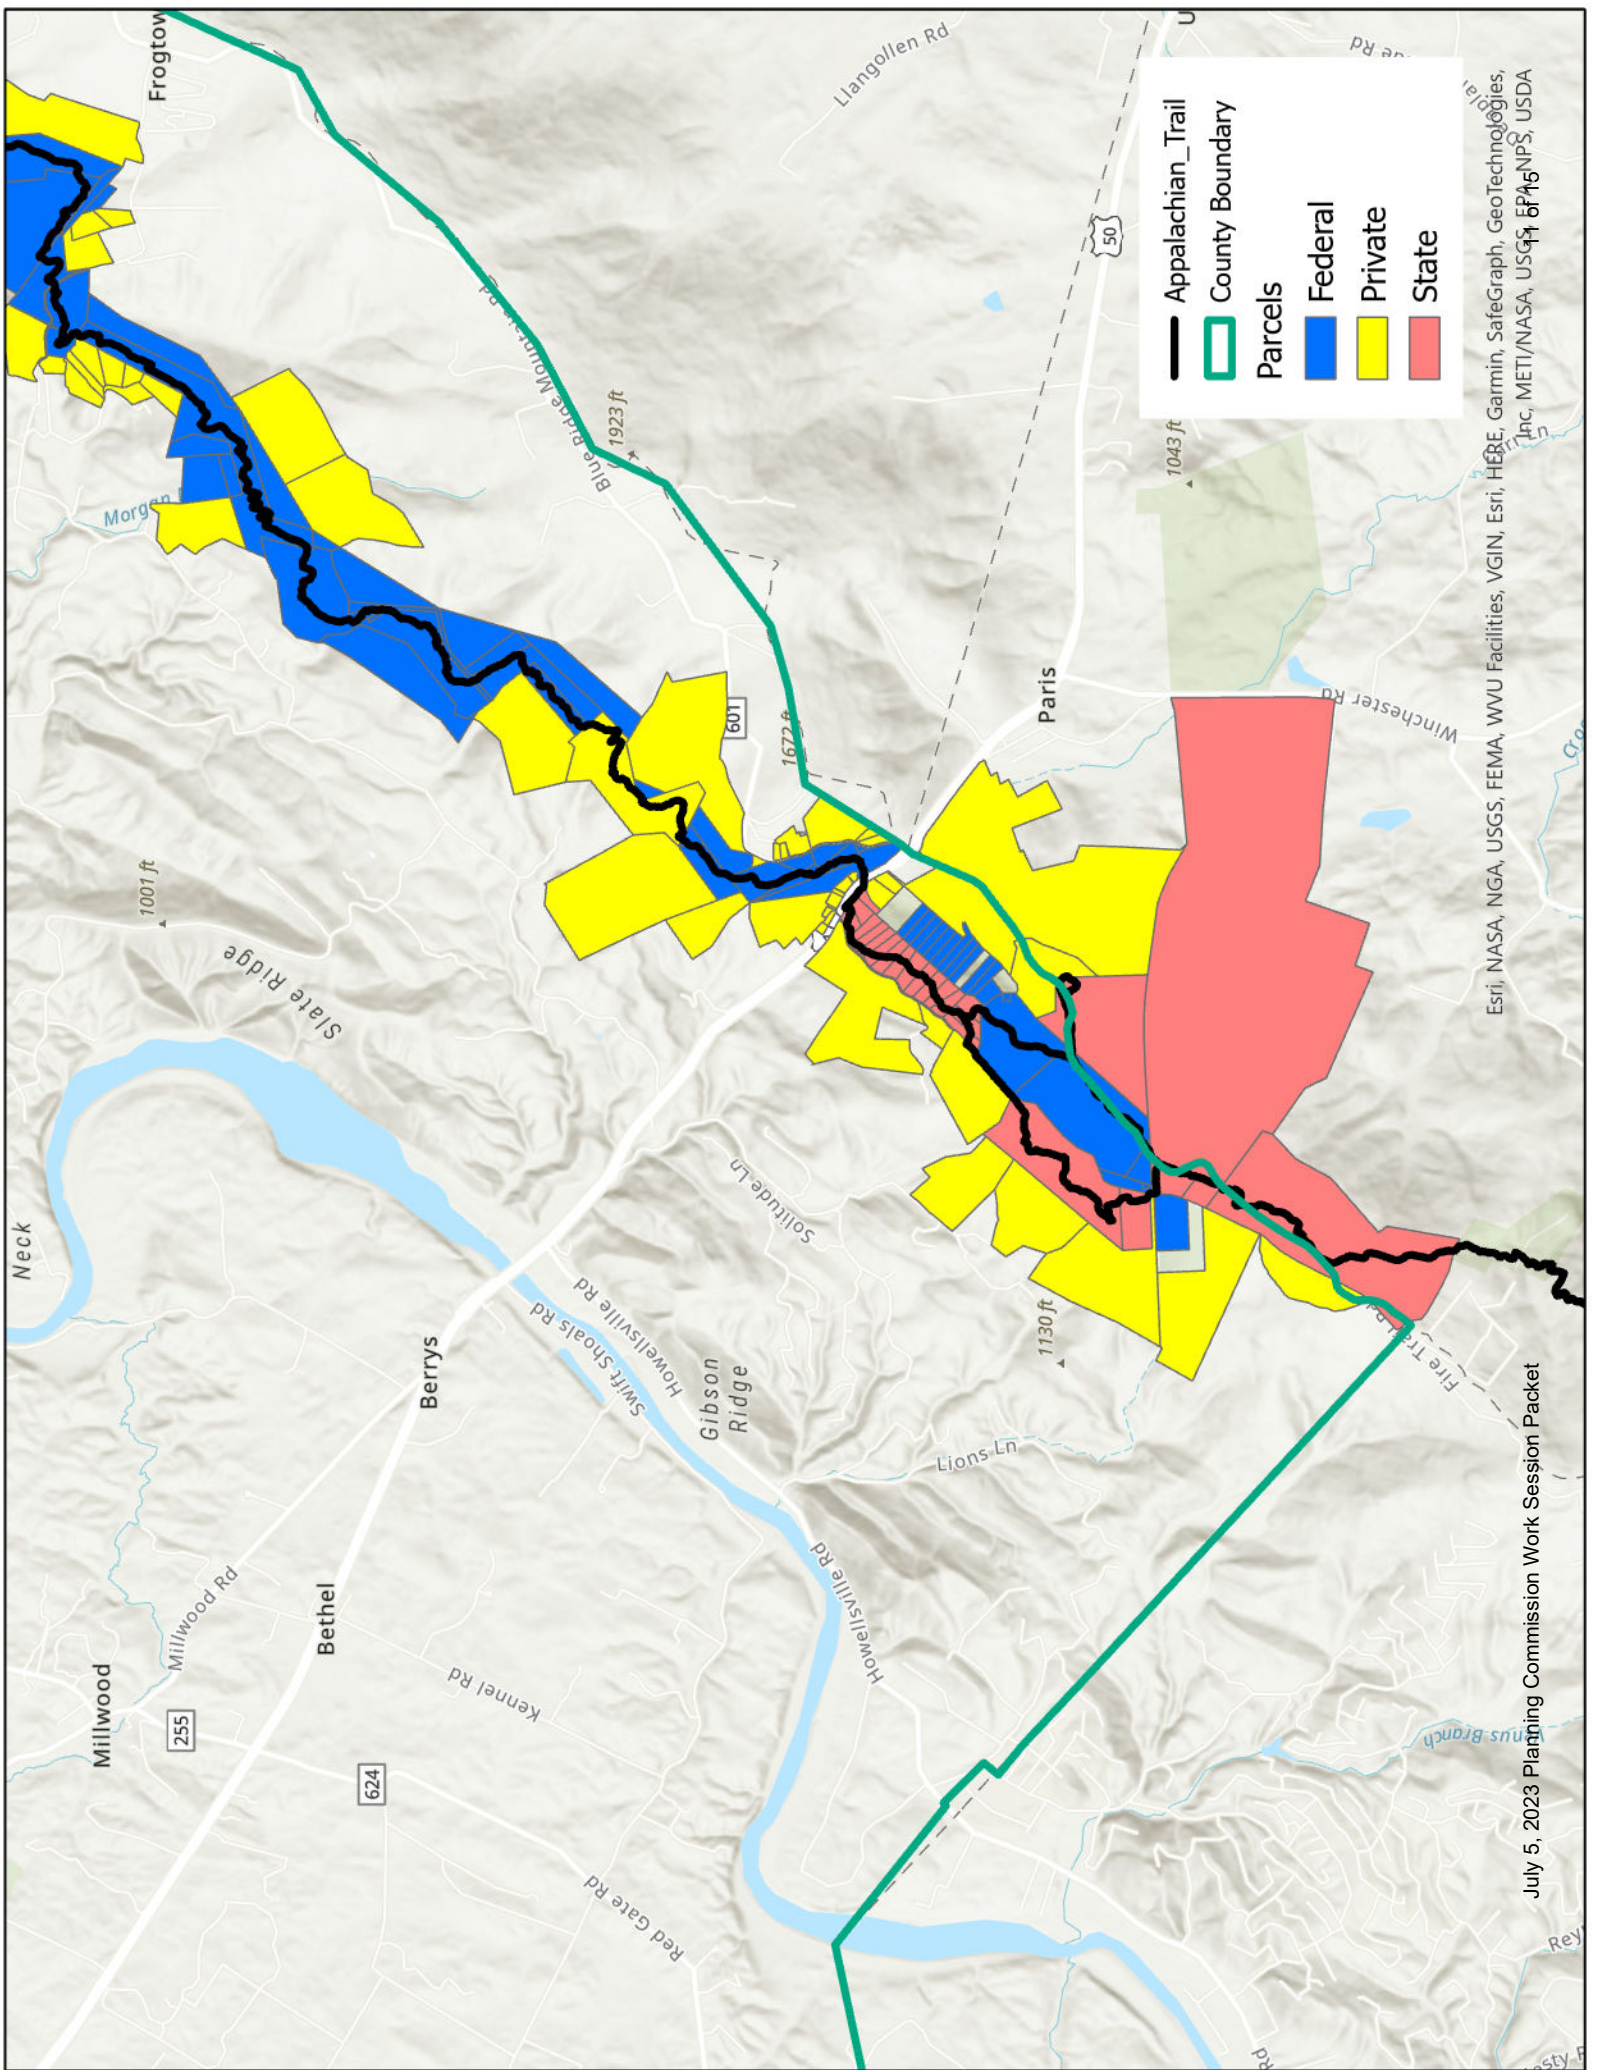 Neck
Millwood
255
Millwood Rd
Bethel
624
Kennel Rd
Red Gate Rd
Berrys
Slate Ridge
1001 ft
Frogtow
Llangollen Rd
U
50
Blue Ridge Mountain Rd
1923 ft
601
1672 ft
Paris
1043 ft
Winchester Rd
Solitude Ln
Swift Shoals Rd
Howellsville Rd
Gibson
Ridge
1130 ft
Lions Ln
Howellsville Rd
Fire Trail Rd
Venus Branch
Rd
Appalachian_Trail
County Boundary
Parcels
Federal
Private
State
Esri, NASA, NGA, USGS, FEMA, WVU Facilities, VGIN, Esri, HERE, Garmin, SafeGraph, GeoTechnologies,
Inc, METI/NASA, USGS, EPA, NPS, USDA
July 5, 2023 Planning Commission Work Session Packet
11 of 15